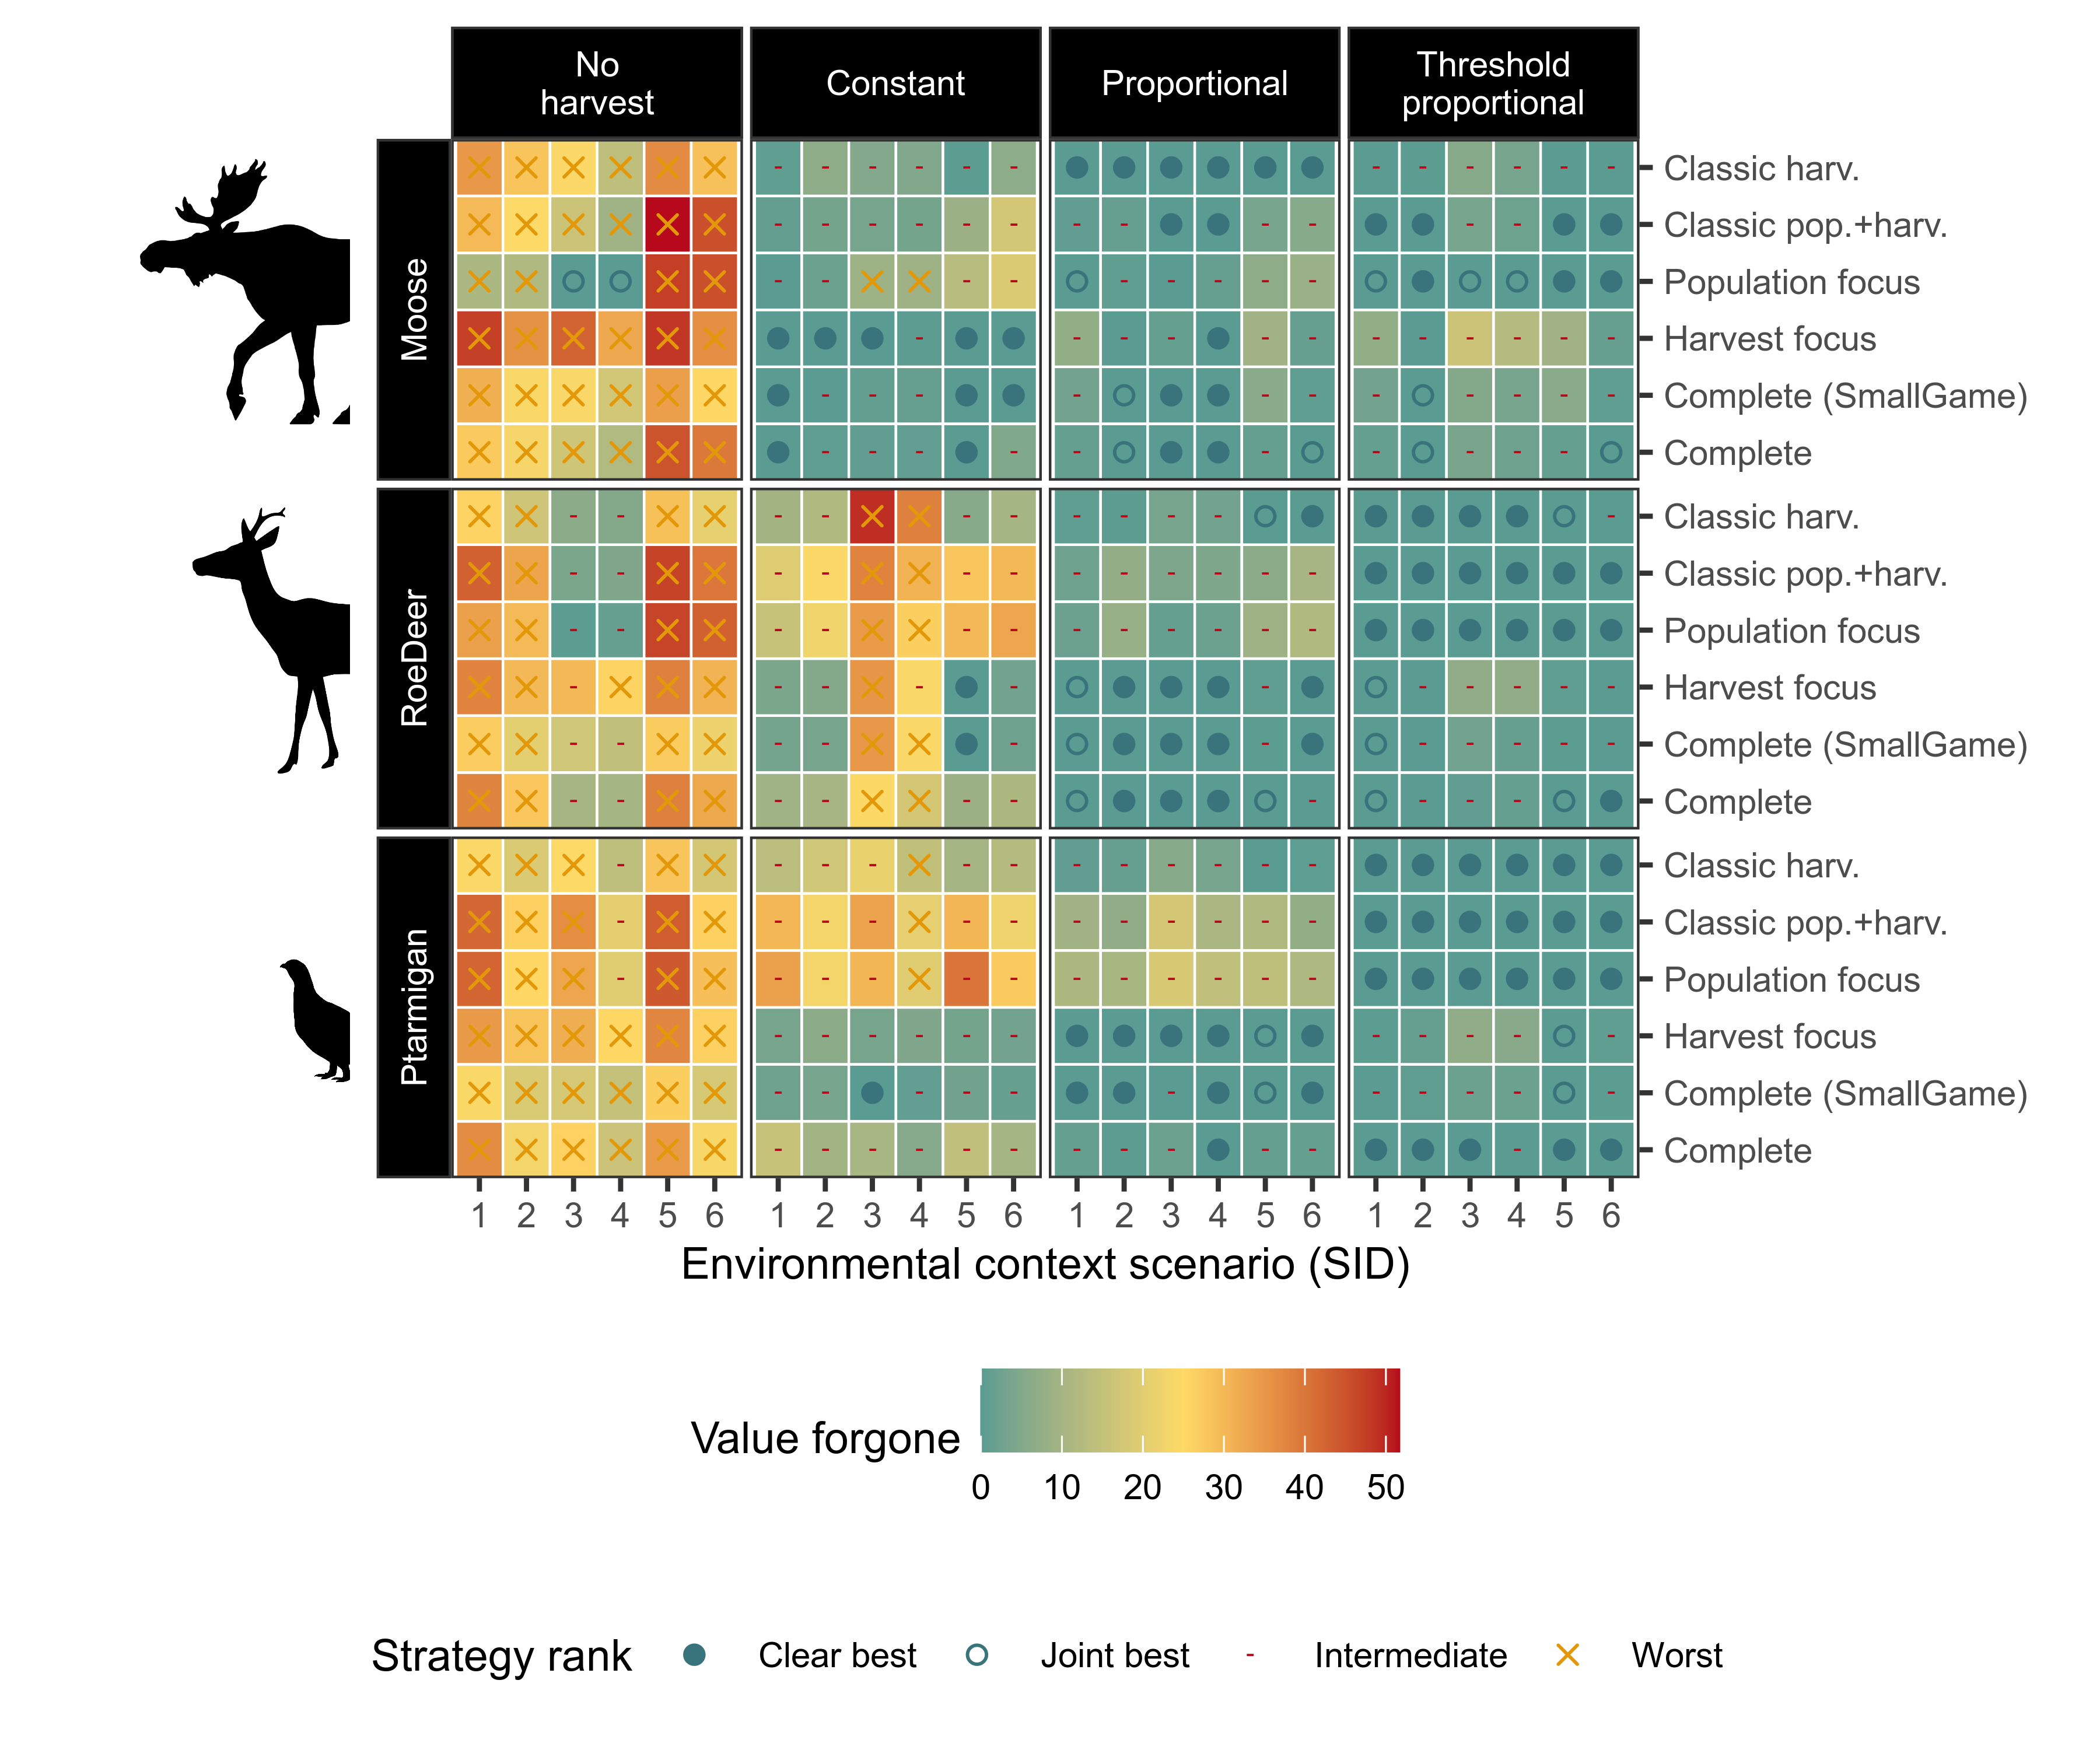 No
harvest
Constant
Proportional
Threshold
proportional
Moose
Classic harv.
Classic pop.+harv.
Population focus
Harvest focus
Complete (SmallGame)
Complete
RoeDeer
Classic harv.
Classic pop.+harv.
Population focus
Harvest focus
Complete (SmallGame)
Complete
Ptarmigan
Classic harv.
Classic pop.+harv.
Population focus
Harvest focus
Complete (SmallGame)
Complete
1 2 3 4 5 6 1 2 3 4 5 6 1 2 3 4 5 6 1 2 3 4 5 6
Environmental context scenario (SID)
Value forgone
0 10 20 30 40 50
Strategy rank Clear best Joint best - Intermediate Worst